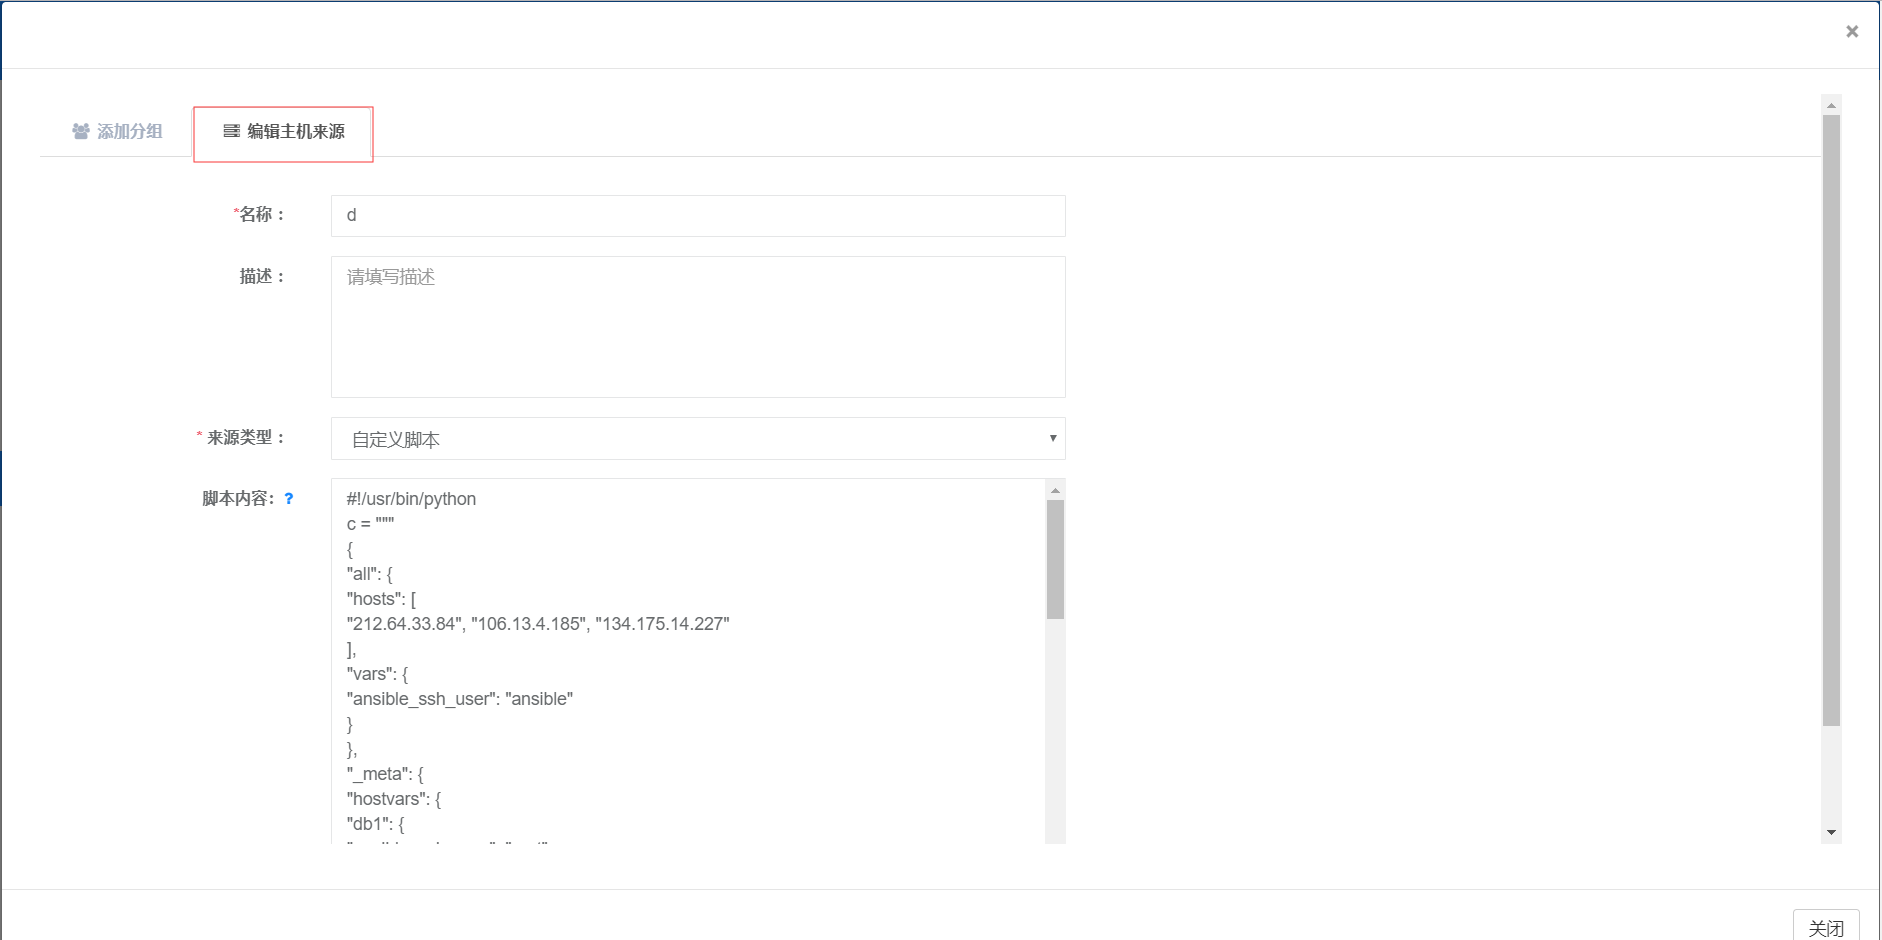 ×
添加分组
编辑主机来源
*名称：
d
描述：
请填写描述
* 来源类型：
自定义脚本
脚本内容: ?
#!/usr/bin/python
c = """
{
"all": {
"hosts": [
"212.64.33.84", "106.13.4.185", "134.175.14.227"
],
"vars": {
"ansible_ssh_user": "ansible"
}
},
"_meta": {
"hostvars": {
"db1": {
关闭